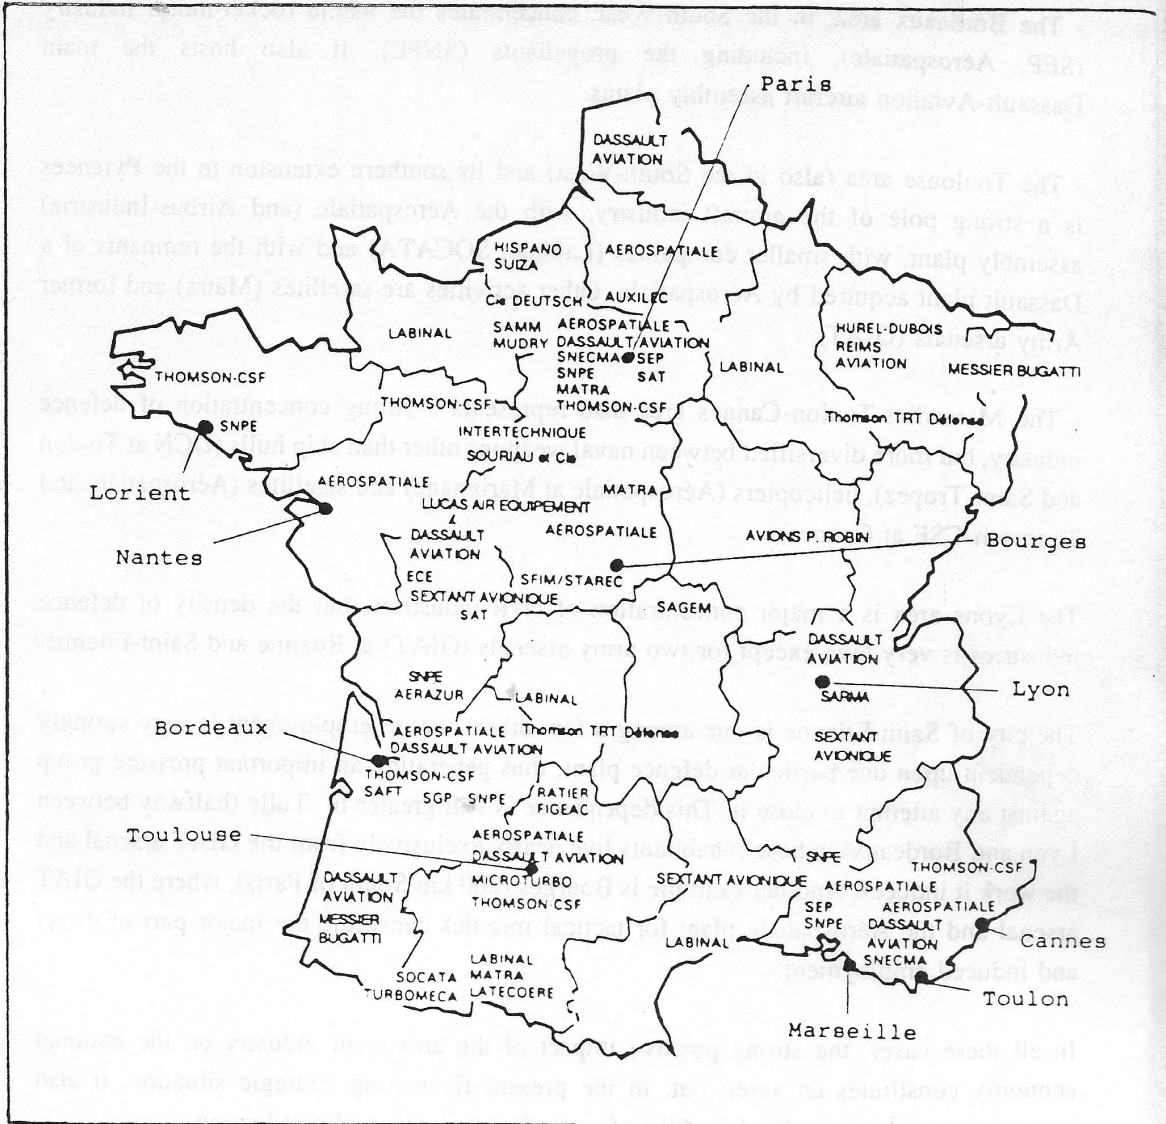 Paris
DASSAULT
AVIATION
HISPANO
SUIZA
AEROSPATIALE
Cie DEUTSCH
AUXILEC
LABINAL
SAMM
MUDRY
AEROSPATIALE
DASSAULT AVIATION
SNECMA
SEP
SNPE
SAT
MATRA
THOMSON-CSF
LABINAL
HUREL-DUBOIS
REIMS
AVIATION
MESSIER BUGATTI
THOMSON-CSF
THOMSON-CSF
Thomson TRT Défense
SNPE
INTERTECHNIQUE
SOURIAU et Cie
Lorient
AEROSPATIALE
MATRA
LUCAS AIR EQUIPEMENT
Nantes
DASSAULT
AVIATION
AEROSPATIALE
AVIONS P. ROBIN
Bourges
ECE
SFIM/STAREC
SEXTANT AVIONIQUE
SAT
SAGEM
DASSAULT
AVIATION
SNPE
AERAZUR
LABINAL
SARMA
Lyon
Bordeaux
AEROSPATIALE
Thomson TRT Défense
DASSAULT AVIATION
SEXTANT
AVIONIQUE
THOMSON-CSF
SAFT
SGP
SNPE
RATIER
FIGEAC
Toulouse
AEROSPATIALE
DASSAULT AVIATION
MICROTURBO
THOMSON-CSF
SNPE
THOMSON-CSF
DASSAULT
AVIATION
SEXTANT AVIONIQUE
AEROSPATIALE
MESSIER
BUGATTI
SEP
SNPE
AEROSPATIALE
DASSAULT
AVIATION
SNECMA
LABINAL
Cannes
SOCATA
TURBOMECA
LABINAL
MATRA
LATECOERE
Toulon
Marseille